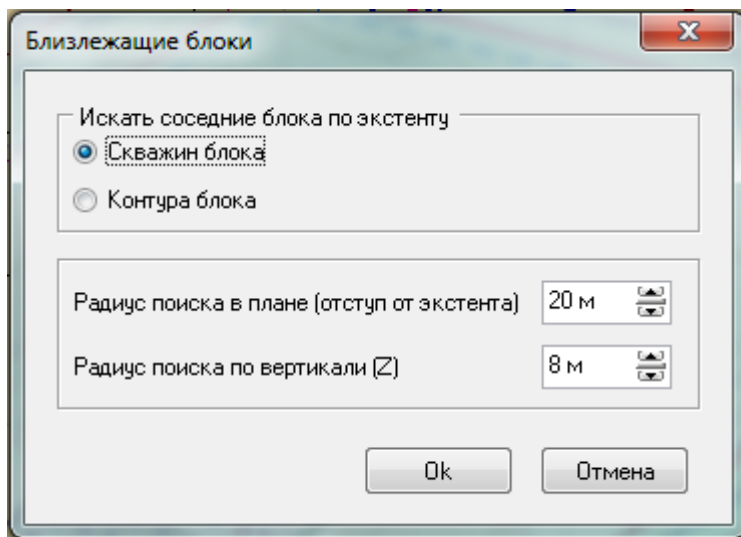 Близлежащие блоки
Искать соседние блока по экстенту
Скважин блока
Контура блока
Радиус поиска в плане (отступ от экстента) 20 м
Радиус поиска по вертикали (Z) 8 м
Ok Отмена